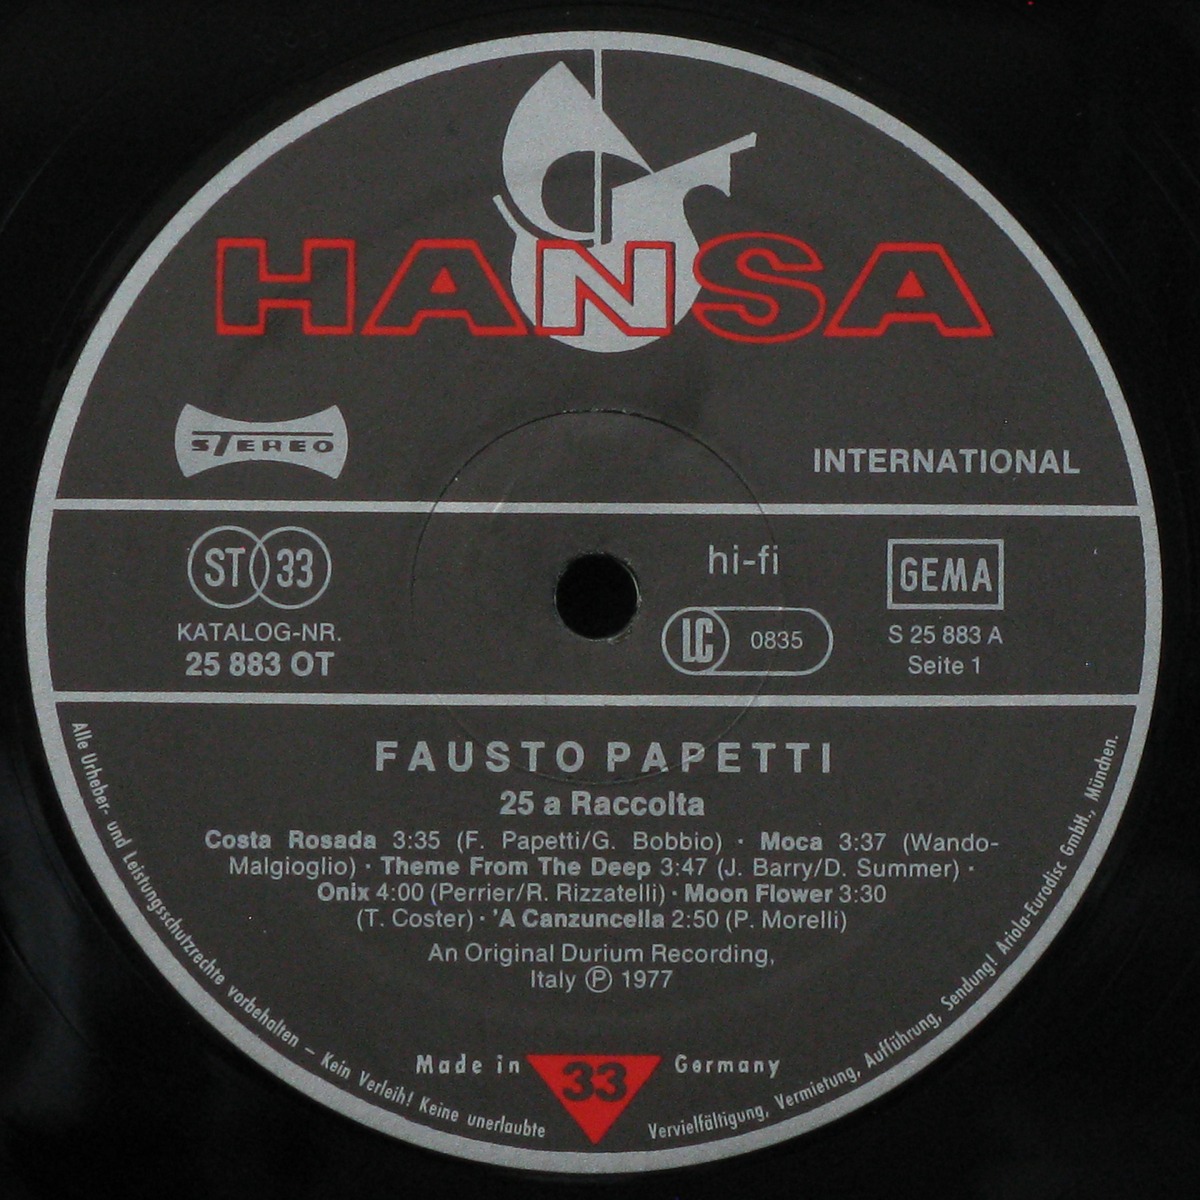 HANSA
STEREO
INTERNATIONAL
ST 33
KATALOG-NR.
25 883 OT
hi-fi
LC 0835
GEMA
S 25 883 A
Seite 1
FAUSTO PAPETTI
25 a Raccolta
Costa Rosada 3:35 (F. Papetti/G. Bobbio) · Moca 3:37 (Wando-
Malgioglio) · Theme From The Deep 3:47 (J. Barry/D. Summer) ·
Onix 4:00 (Perrier/R. Rizzatelli) · Moon Flower 3:30
(T. Coster) · 'A Canzuncella 2:50 (P. Morelli)
An Original Durium Recording,
Italy ℗ 1977
Made in 33 Germany
Alle Urheber- und Leistungsschutzrechte vorbehalten – Kein Verleih! Keine unerlaubte Vervielfältigung, Vermietung, Aufführung, Sendung! Ariola-Eurodisc GmbH., München.